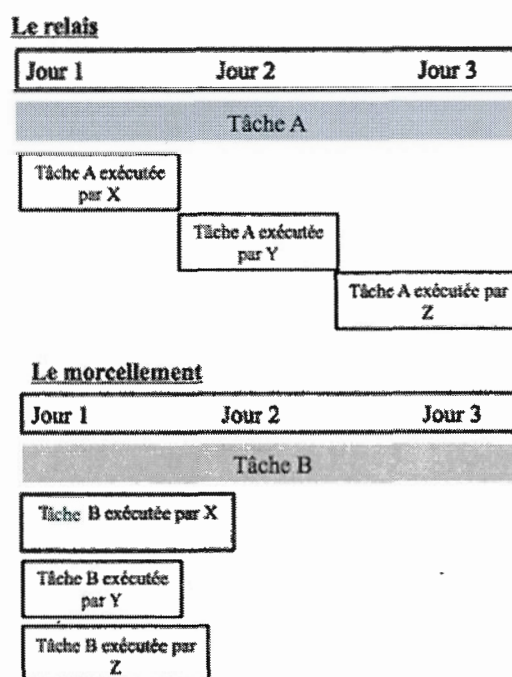 Le relais
Jour 1 Jour 2 Jour 3
Tâche A
Tâche A exécutée
par X
Tâche A exécutée
par Y
Tâche A exécutée par
Z
Le morcellement
Jour 1 Jour 2 Jour 3
Tâche B
Tâche B exécutée par X
Tâche B exécutée
par Y
Tâche B exécutée par
Z